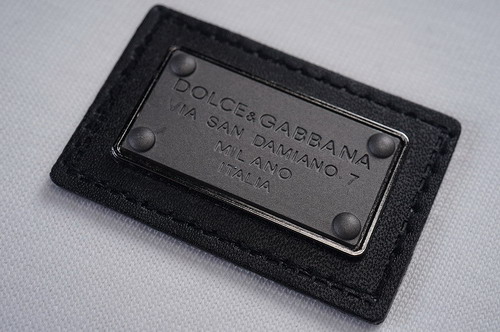 DOLCE&GABBANA
VIA SAN DAMIANO 7
MILANO
ITALIA